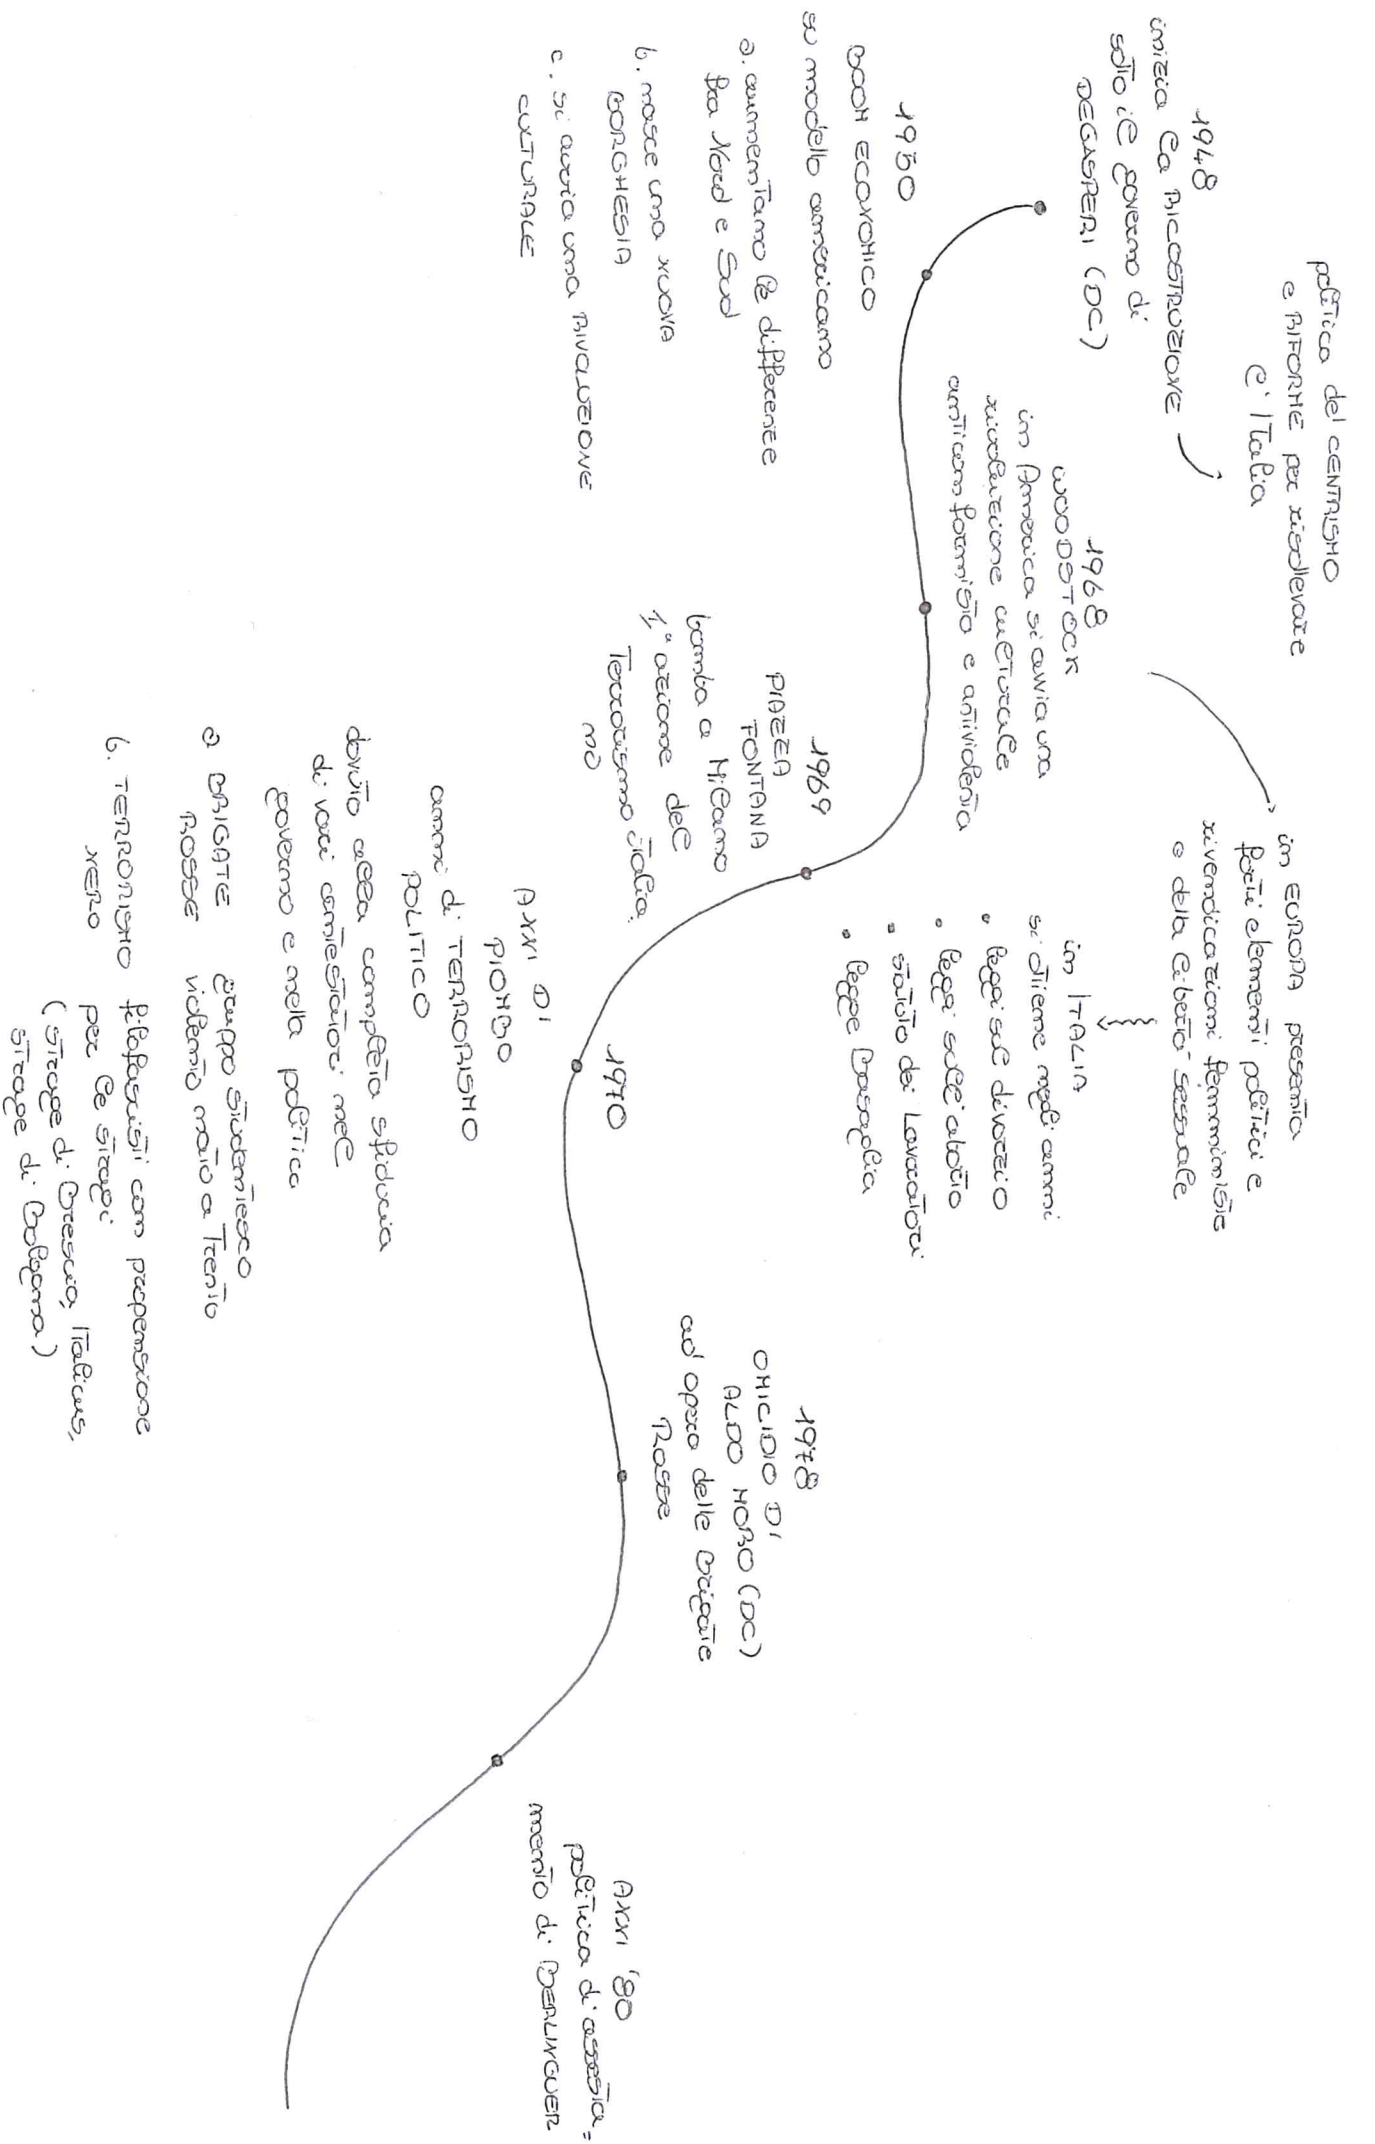 politica del CENTRISMO
e RIFORME per risollevare
l'Italia
1948
inizia la RICOSTRUZIONE
sotto il governo di
DEGASPERI (DC)
1950
BOOM ECONOMICO
su modello americano
a. aumentano le differenze
fra Nord e Sud
b. nasce una nuova
BORGHESIA
c. si avvia una RIVOLUZIONE
CULTURALE
1968
WOODSTOCK
in America si avvia una
rivoluzione culturale
anticonformista e antiviolenta
in EUROPA presenta
forti elementi politici e
rivendicazioni femministe
e della libertà sessuale
in ITALIA
si ottiene negli anni
• leggi sul divorzio
• leggi sull'aborto
• statuto dei Lavoratori
• legge Basaglia
1969
PIAZZA
FONTANA
bomba a Milano
1ª azione del
Terrorismo italia.
no
1970
ANNI DI
PIOMBO
anni di TERRORISMO
POLITICO
dovuto alla completa sfiducia
di vari contestatori nel
governo e nella politica
a BRIGATE gruppo studentesco
ROSSE violento nato a Trento
b. TERRORISMO filofascisti con propensione
NERO per le stragi
(strage di Brescia, Italicus,
strage di Bologna)
1978
OMICIDIO DI
ALDO MORO (DC)
ad opera delle Brigate
Rosse
ANNI '80
politica di assesta=
mento di BERLINGUER